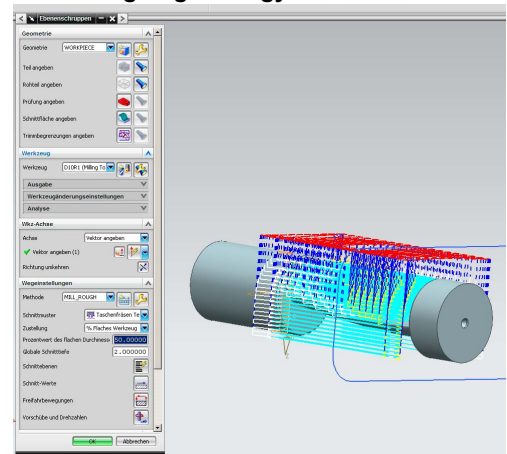 Ebenenschruppen
Geometrie
Geometrie WORKPIECE
Teil angeben
Rohteil angeben
Prüfung angeben
Schnittfläche angeben
Trimmbegrenzungen angeben
Werkzeug
Werkzeug D10R1 (Milling To
Ausgabe
Werkzeugänderungseinstellungen
Analyse
Wkz-Achse
Achse Vektor angeben
Vektor angeben (1)
Richtung umkehren
Wegeinstellungen
Methode MILL_ROUGH
Schnittmuster Taschenfräsen Te
Zustellung % Flaches Werkzeug
Prozentwert des flachen Durchmess 50.00000
Globale Schnitttiefe 2.000000
Schnittebenen
Schnitt-Werte
Freifahrbewegungen
Vorschübe und Drehzahlen
OK Abbrechen